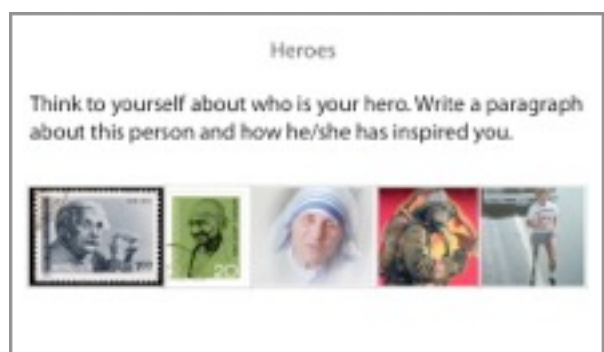 Heroes
Think to yourself about who is your hero. Write a paragraph
about this person and how he/she has inspired you.
20